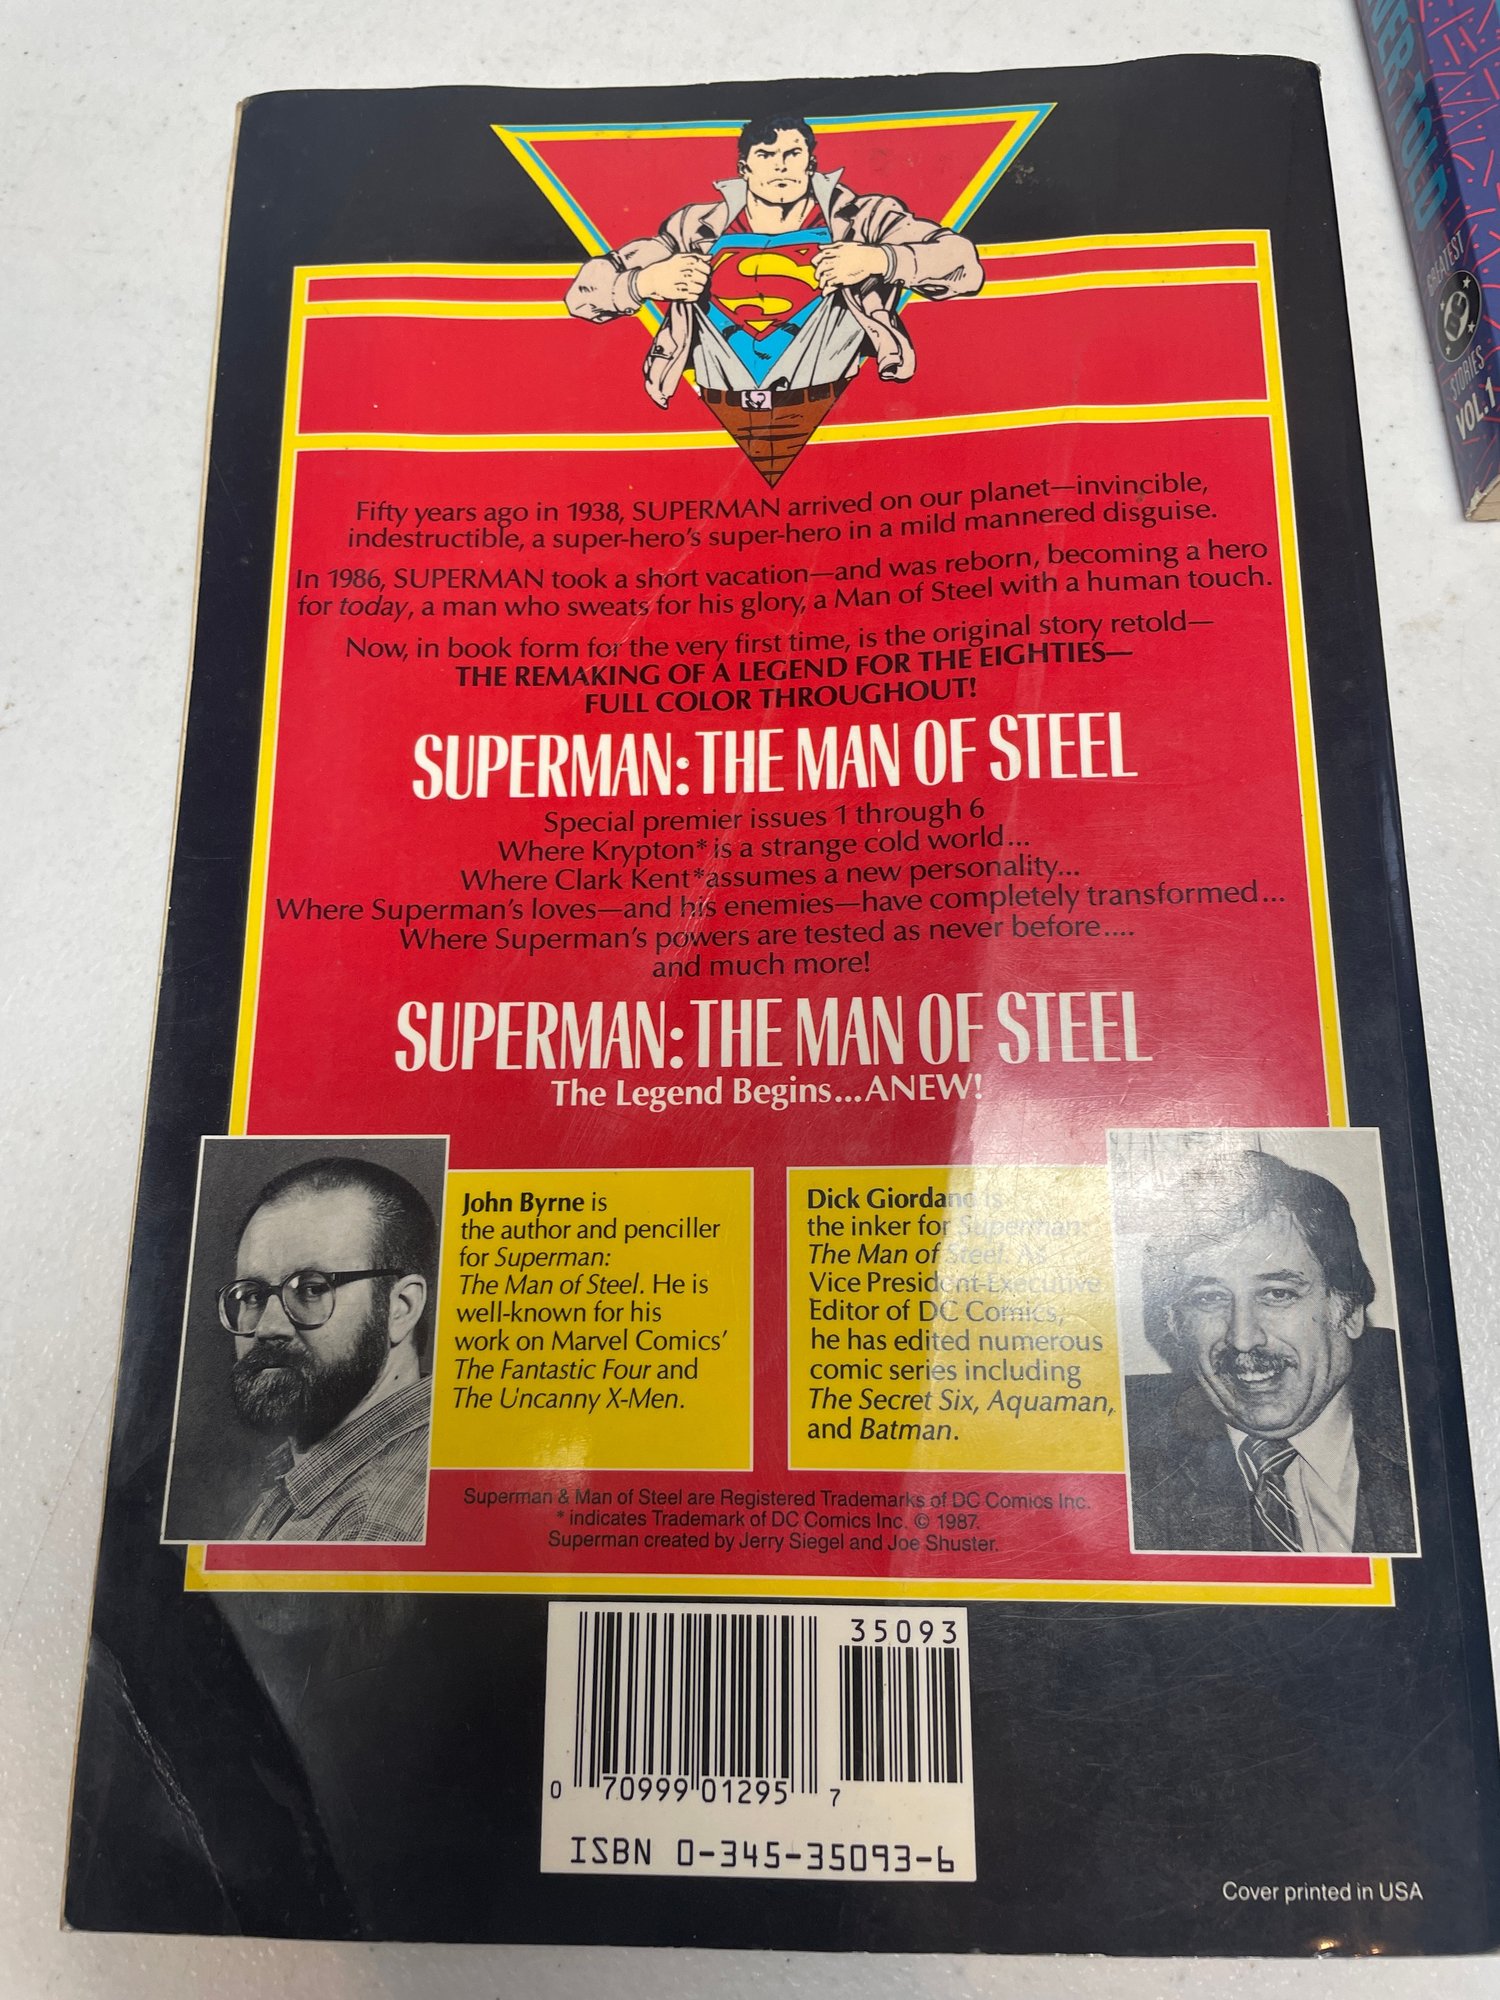 Fifty years ago in 1938, SUPERMAN arrived on our planet—invincible,
indestructible, a super-hero's super-hero in a mild mannered disguise.
In 1986, SUPERMAN took a short vacation—and was reborn, becoming a hero
for today, a man who sweats for his glory, a Man of Steel with a human touch.
Now, in book form for the very first time, is the original story retold—
THE REMAKING OF A LEGEND FOR THE EIGHTIES—
FULL COLOR THROUGHOUT!
SUPERMAN: THE MAN OF STEEL
Special premier issues 1 through 6
Where Krypton* is a strange cold world...
Where Clark Kent* assumes a new personality...
Where Superman's loves—and his enemies—have completely transformed...
Where Superman's powers are tested as never before....
and much more!
SUPERMAN: THE MAN OF STEEL
The Legend Begins...ANEW!
John Byrne is
the author and penciller
for Superman:
The Man of Steel. He is
well-known for his
work on Marvel Comics'
The Fantastic Four and
The Uncanny X-Men.
Dick Giordano is
the inker for Superman:
The Man of Steel. As
Vice President-Executive
Editor of DC Comics,
he has edited numerous
comic series including
The Secret Six, Aquaman,
and Batman.
Superman & Man of Steel are Registered Trademarks of DC Comics Inc.
* indicates Trademark of DC Comics Inc. © 1987.
Superman created by Jerry Siegel and Joe Shuster.
35093
0 70999 01295 7
ISBN 0-345-35093-6
Cover printed in USA
TOLD
GREATEST
DC
STORIES
VOL.1